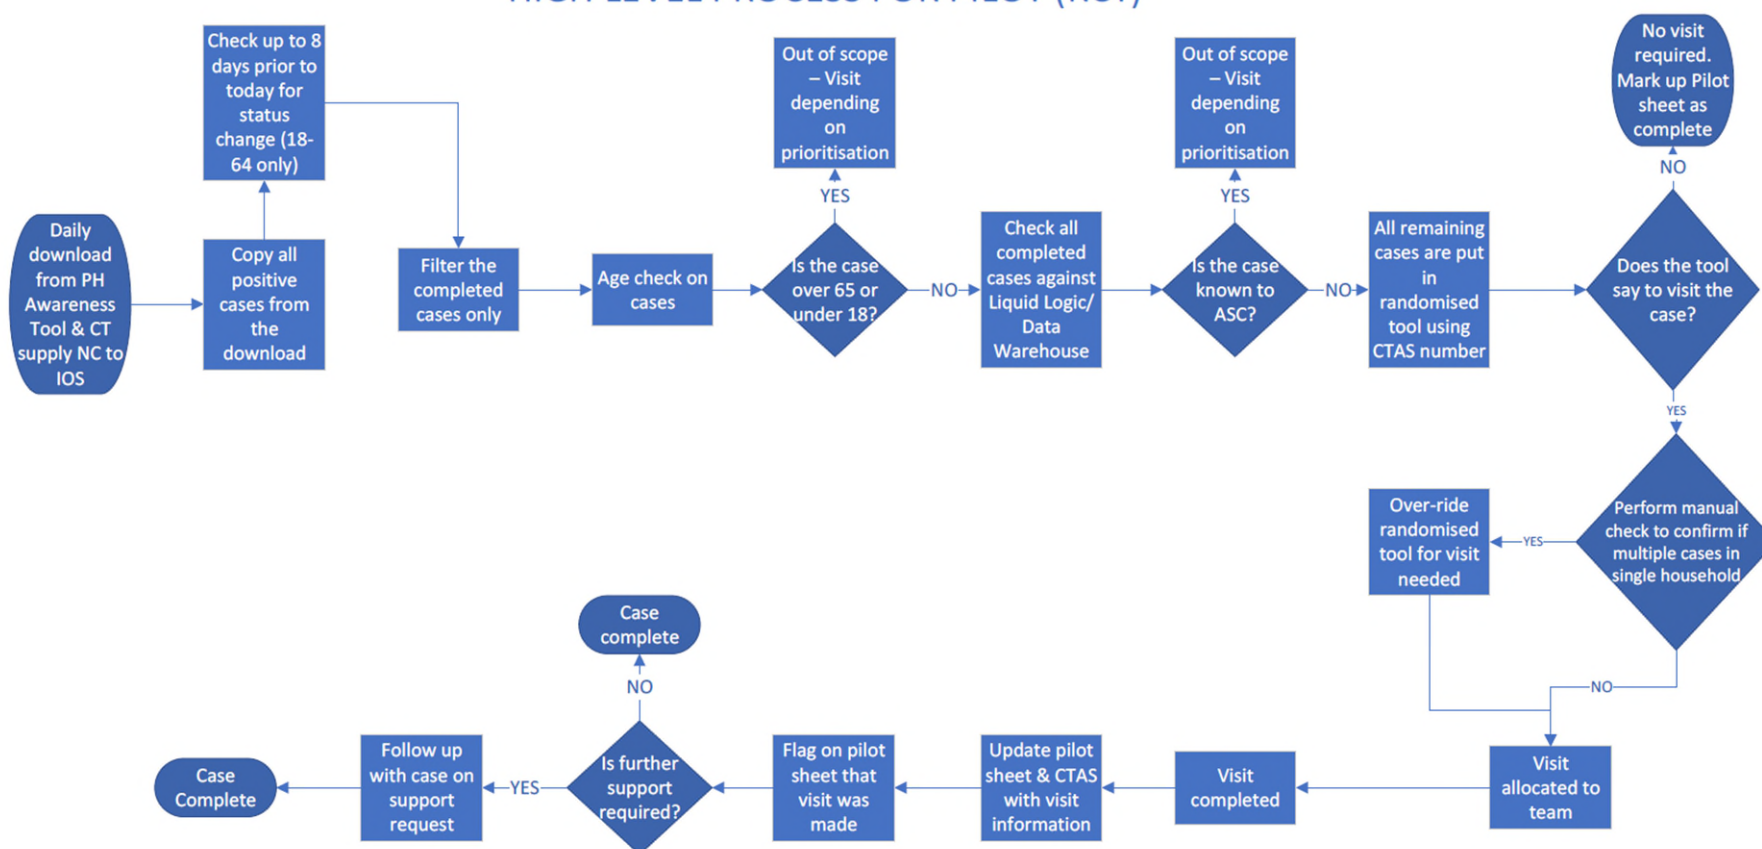 HIGH LEVEL PROCESS FOR PILOT
Check up to 8
days prior to
today for
status
change (18-
64 only)
Out of scope
– Visit
depending
on
prioritisation
Out of scope
– Visit
depending
on
prioritisation
No visit
required.
Mark up Pilot
sheet as
complete
YES
YES
NO
Daily
download
from PH
Awareness
Tool & CT
supply NC to
IOS
Copy all
positive
cases from
the
download
Filter the
completed
cases only
Age check on
cases
Is the case
over 65 or
under 18?
NO
Check all
completed
cases against
Liquid Logic/
Data
Warehouse
Is the case
known to
ASC?
NO
All remaining
cases are put
in
randomised
tool using
CTAS number
Does the tool
say to visit the
case?
YES
Perform manual
check to confirm if
multiple cases in
single household
YES
Over-ride
randomised
tool for visit
needed
NO
Visit
allocated to
team
Visit
completed
Update pilot
sheet & CTAS
with visit
information
Flag on pilot
sheet that
visit was
made
Is further
support
required?
NO
Case
complete
YES
Follow up
with case on
support
request
Case
Complete